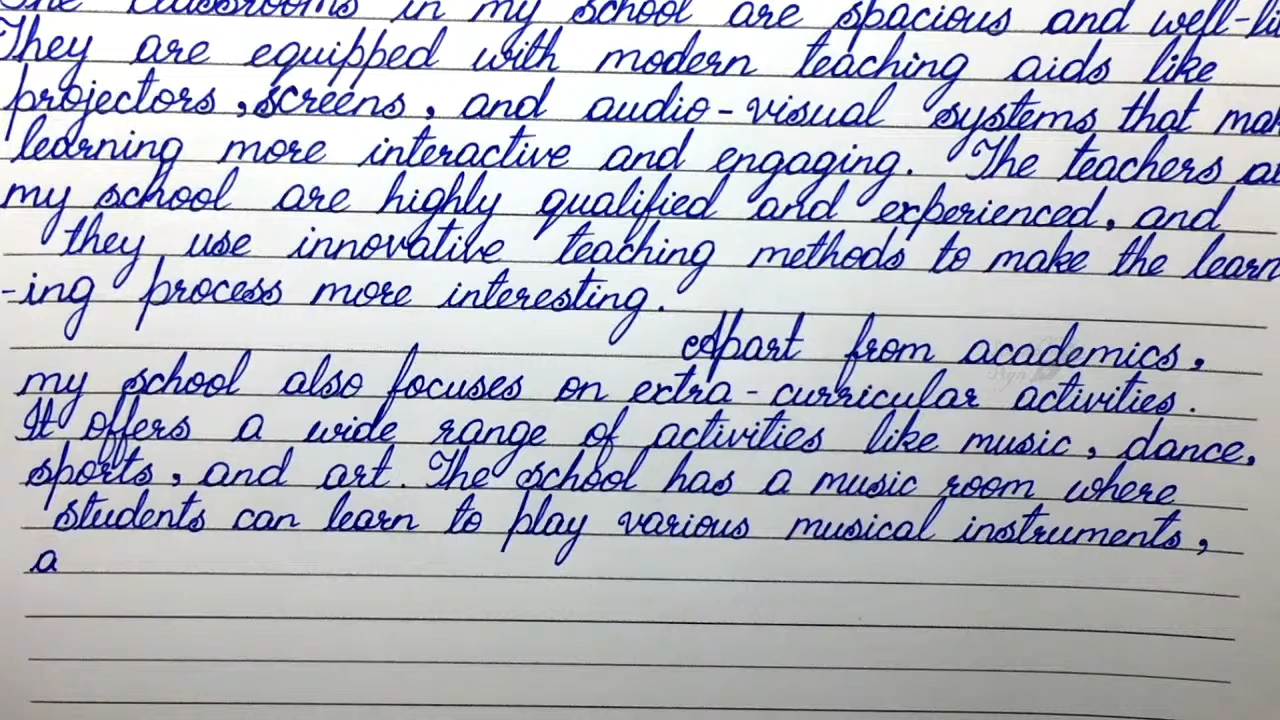 The classrooms in my school are spacious and well-li
They are equipped with modern teaching aids like
projectors, screens, and audio-visual systems that mak
learning more interactive and engaging. The teachers a
my school are highly qualified and experienced, and
they use innovative teaching methods to make the learn
-ing process more interesting.
Apart from academics,
my school also focuses on extra-curricular activities.
It offers a wide range of activities like music, dance,
sports, and art. The school has a music room where
students can learn to play various musical instruments,
a